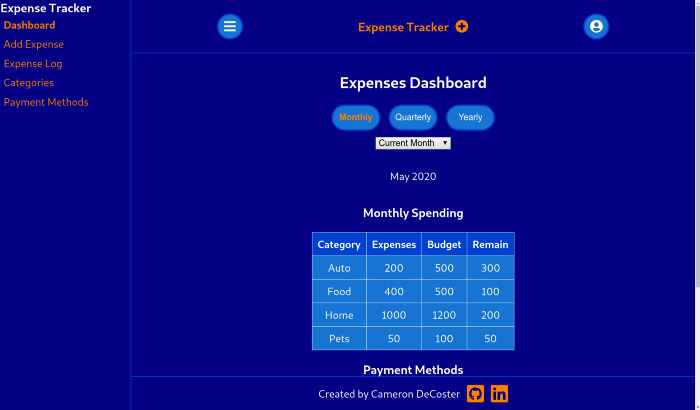 Expense Tracker
Dashboard
Add Expense
Expense Log
Categories
Payment Methods
Expense Tracker
Expenses Dashboard
Monthly Quarterly Yearly
Current Month
May 2020
Monthly Spending
Category Expenses Budget Remain
Auto 200 500 300
Food 400 500 100
Home 1000 1200 200
Pets 50 100 50
Payment Methods
Created by Cameron DeCoster